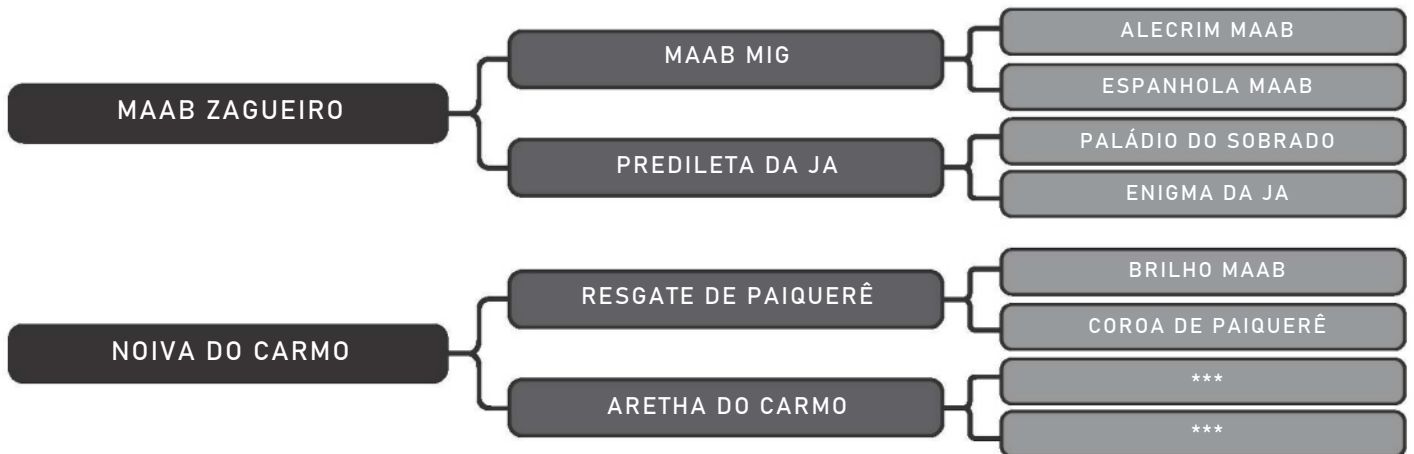 MAAB ZAGUEIRO
MAAB MIG
ALECRIM MAAB
ESPANHOLA MAAB
PREDILETA DA JA
PALÁDIO DO SOBRADO
ENIGMA DA JA
NOIVA DO CARMO
RESGATE DE PAIQUERÊ
BRILHO MAAB
COROA DE PAIQUERÊ
ARETHA DO CARMO
***
***